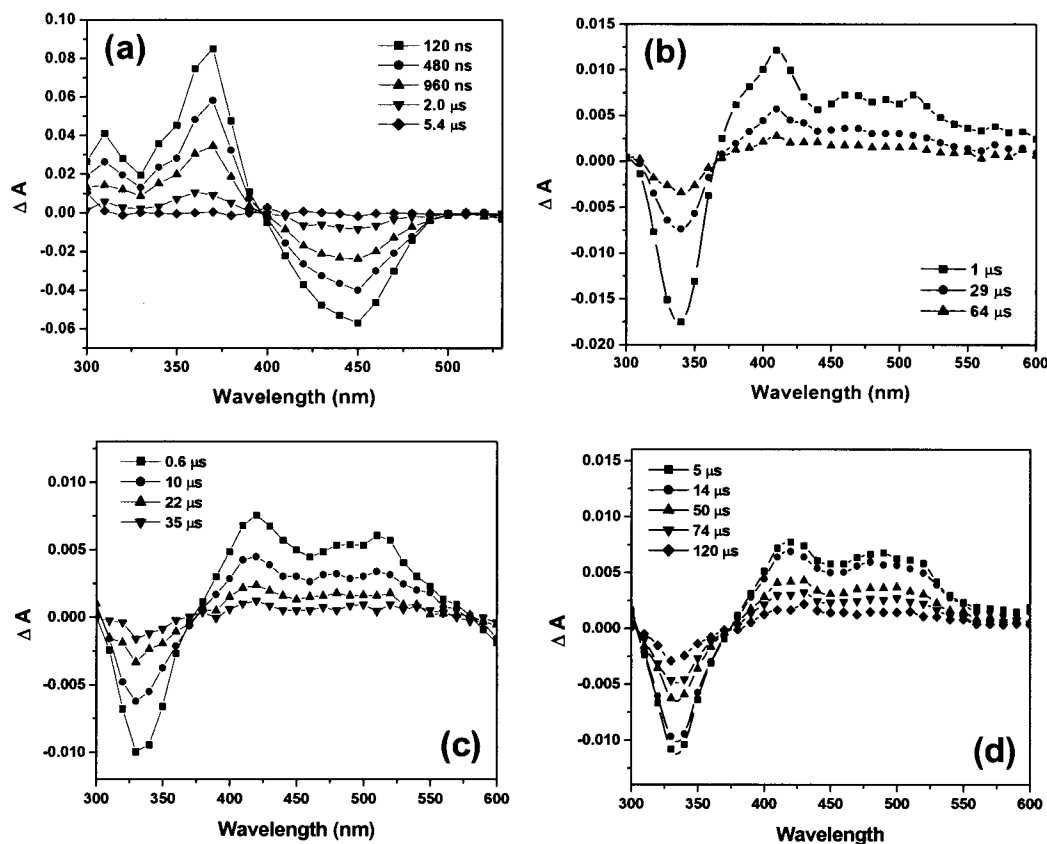 (a)
120 ns
480 ns
960 ns
2.0 μs
5.4 μs
0.10
0.08
0.06
0.04
0.02
0.00
-0.02
-0.04
-0.06
Δ A
300 350 400 450 500
Wavelength (nm)
(b)
1 μs
29 μs
64 μs
0.015
0.010
0.005
0.000
-0.005
-0.010
-0.015
-0.020
Δ A
300 350 400 450 500 550 600
Wavelength (nm)
0.6 μs
10 μs
22 μs
35 μs
(c)
0.010
0.005
0.000
-0.005
-0.010
Δ A
300 350 400 450 500 550 600
Wavelength (nm)
5 μs
14 μs
50 μs
74 μs
120 μs
(d)
0.015
0.010
0.005
0.000
-0.005
-0.010
Δ A
300 350 400 450 500 550 600
Wavelength